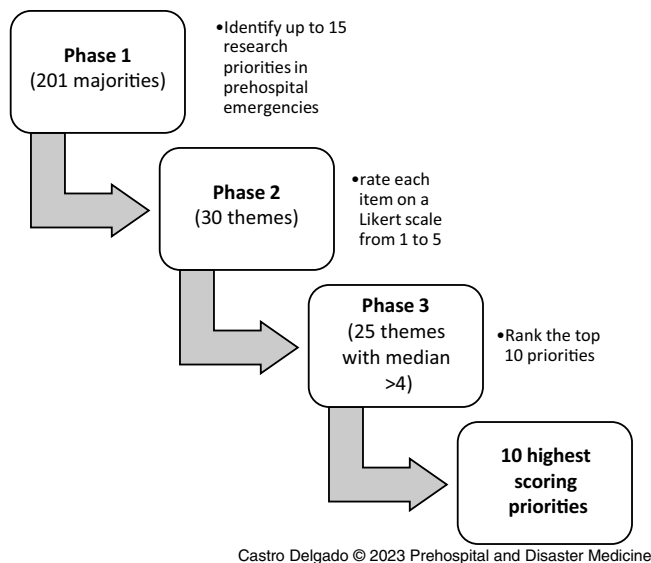 Phase 1
(201 majorities)
•Identify up to 15
research
priorities in
prehospital
emergencies
Phase 2
(30 themes)
•rate each
item on a
Likert scale
from 1 to 5
Phase 3
(25 themes
with median
>4)
•Rank the top
10 priorities
10 highest
scoring
priorities
Castro Delgado © 2023 Prehospital and Disaster Medicine